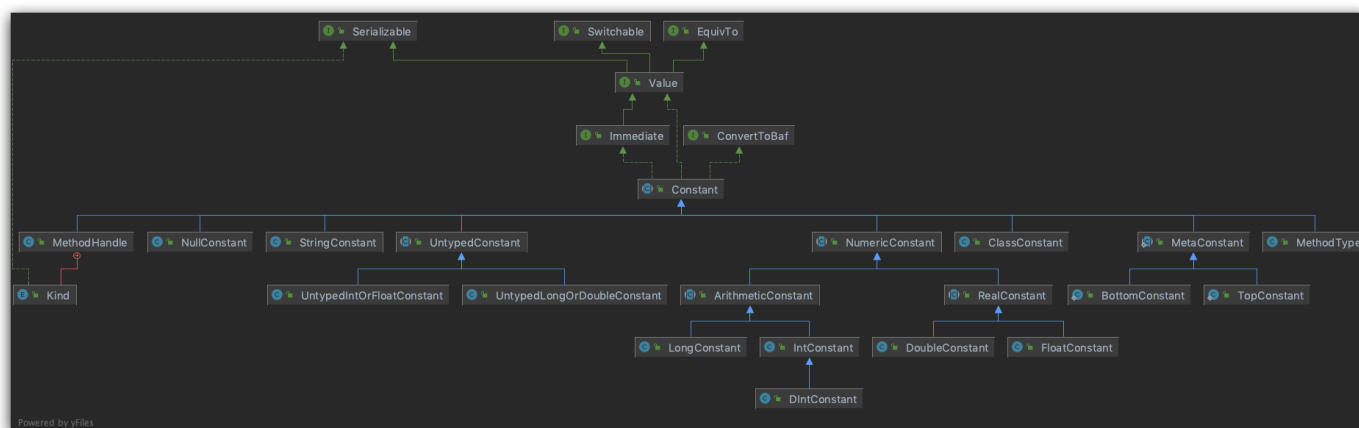 Serializable
Switchable
EquivTo
Value
Immediate
ConvertToBaf
Constant
MethodHandle
NullConstant
StringConstant
UntypedConstant
NumericConstant
ClassConstant
MetaConstant
MethodType
Kind
UntypedIntOrFloatConstant
UntypedLongOrDoubleConstant
ArithmeticConstant
RealConstant
BottomConstant
TopConstant
LongConstant
IntConstant
DoubleConstant
FloatConstant
DIntConstant
Powered by yFiles